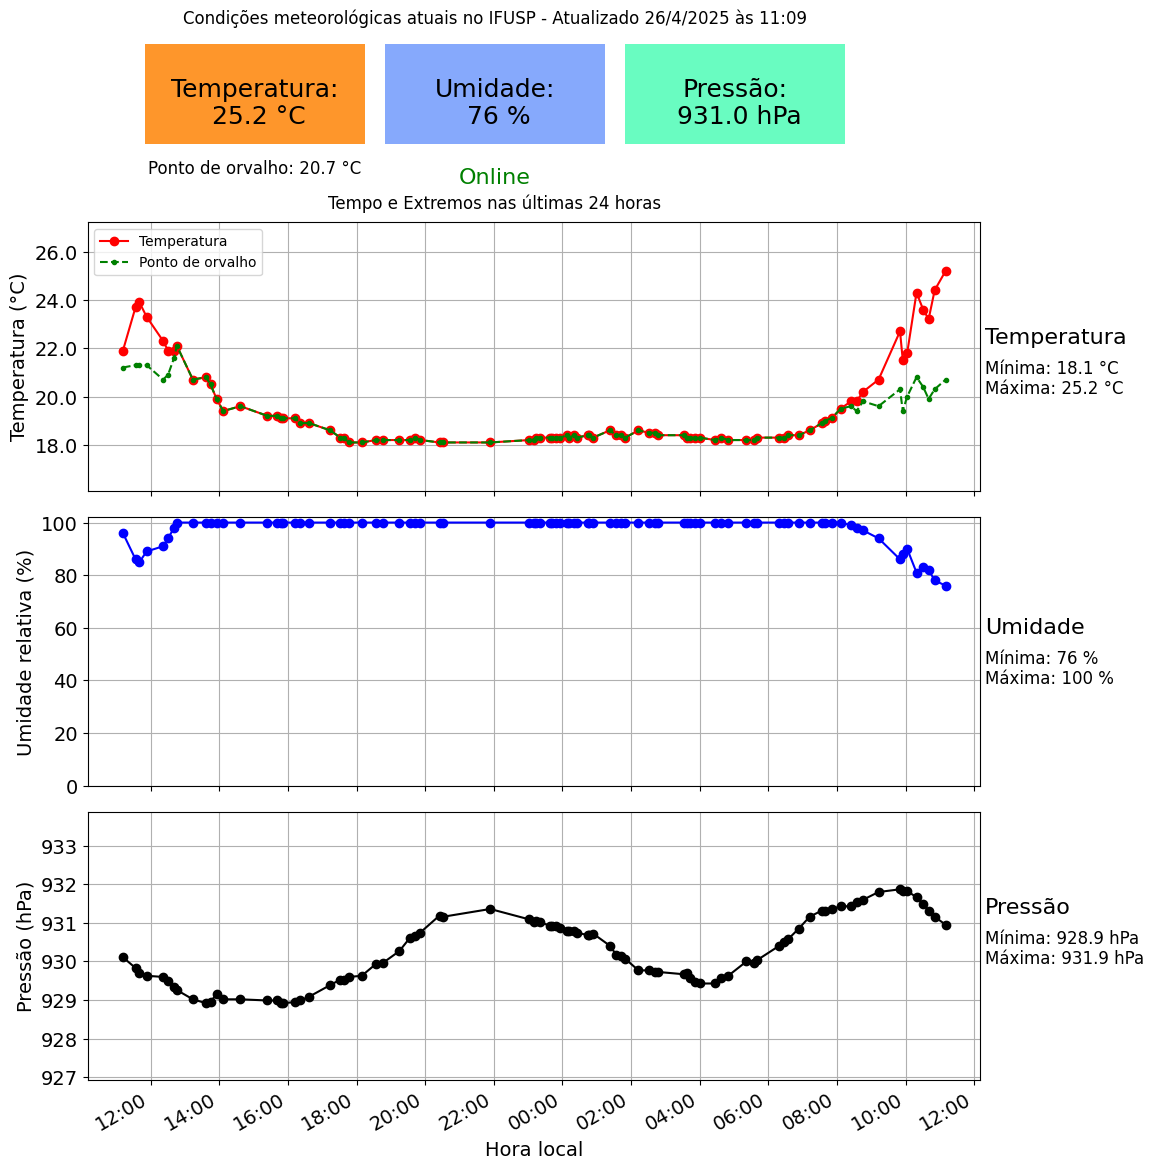 Condições meteorológicas atuais no IFUSP - Atualizado 26/4/2025 às 11:09
Temperatura:
25.2 °C
Umidade:
76 %
Pressão:
931.0 hPa
Ponto de orvalho: 20.7 °C
Online
Tempo e Extremos nas últimas 24 horas
Temperatura (°C)
26.0
24.0
22.0
20.0
18.0
Temperatura
Ponto de orvalho
Temperatura
Mínima: 18.1 °C
Máxima: 25.2 °C
Umidade relativa (%)
100
80
60
40
20
0
Umidade
Mínima: 76 %
Máxima: 100 %
Pressão (hPa)
933
932
931
930
929
928
927
Pressão
Mínima: 928.9 hPa
Máxima: 931.9 hPa
12:00 14:00 16:00 18:00 20:00 22:00 00:00 02:00 04:00 06:00 08:00 10:00 12:00
Hora local